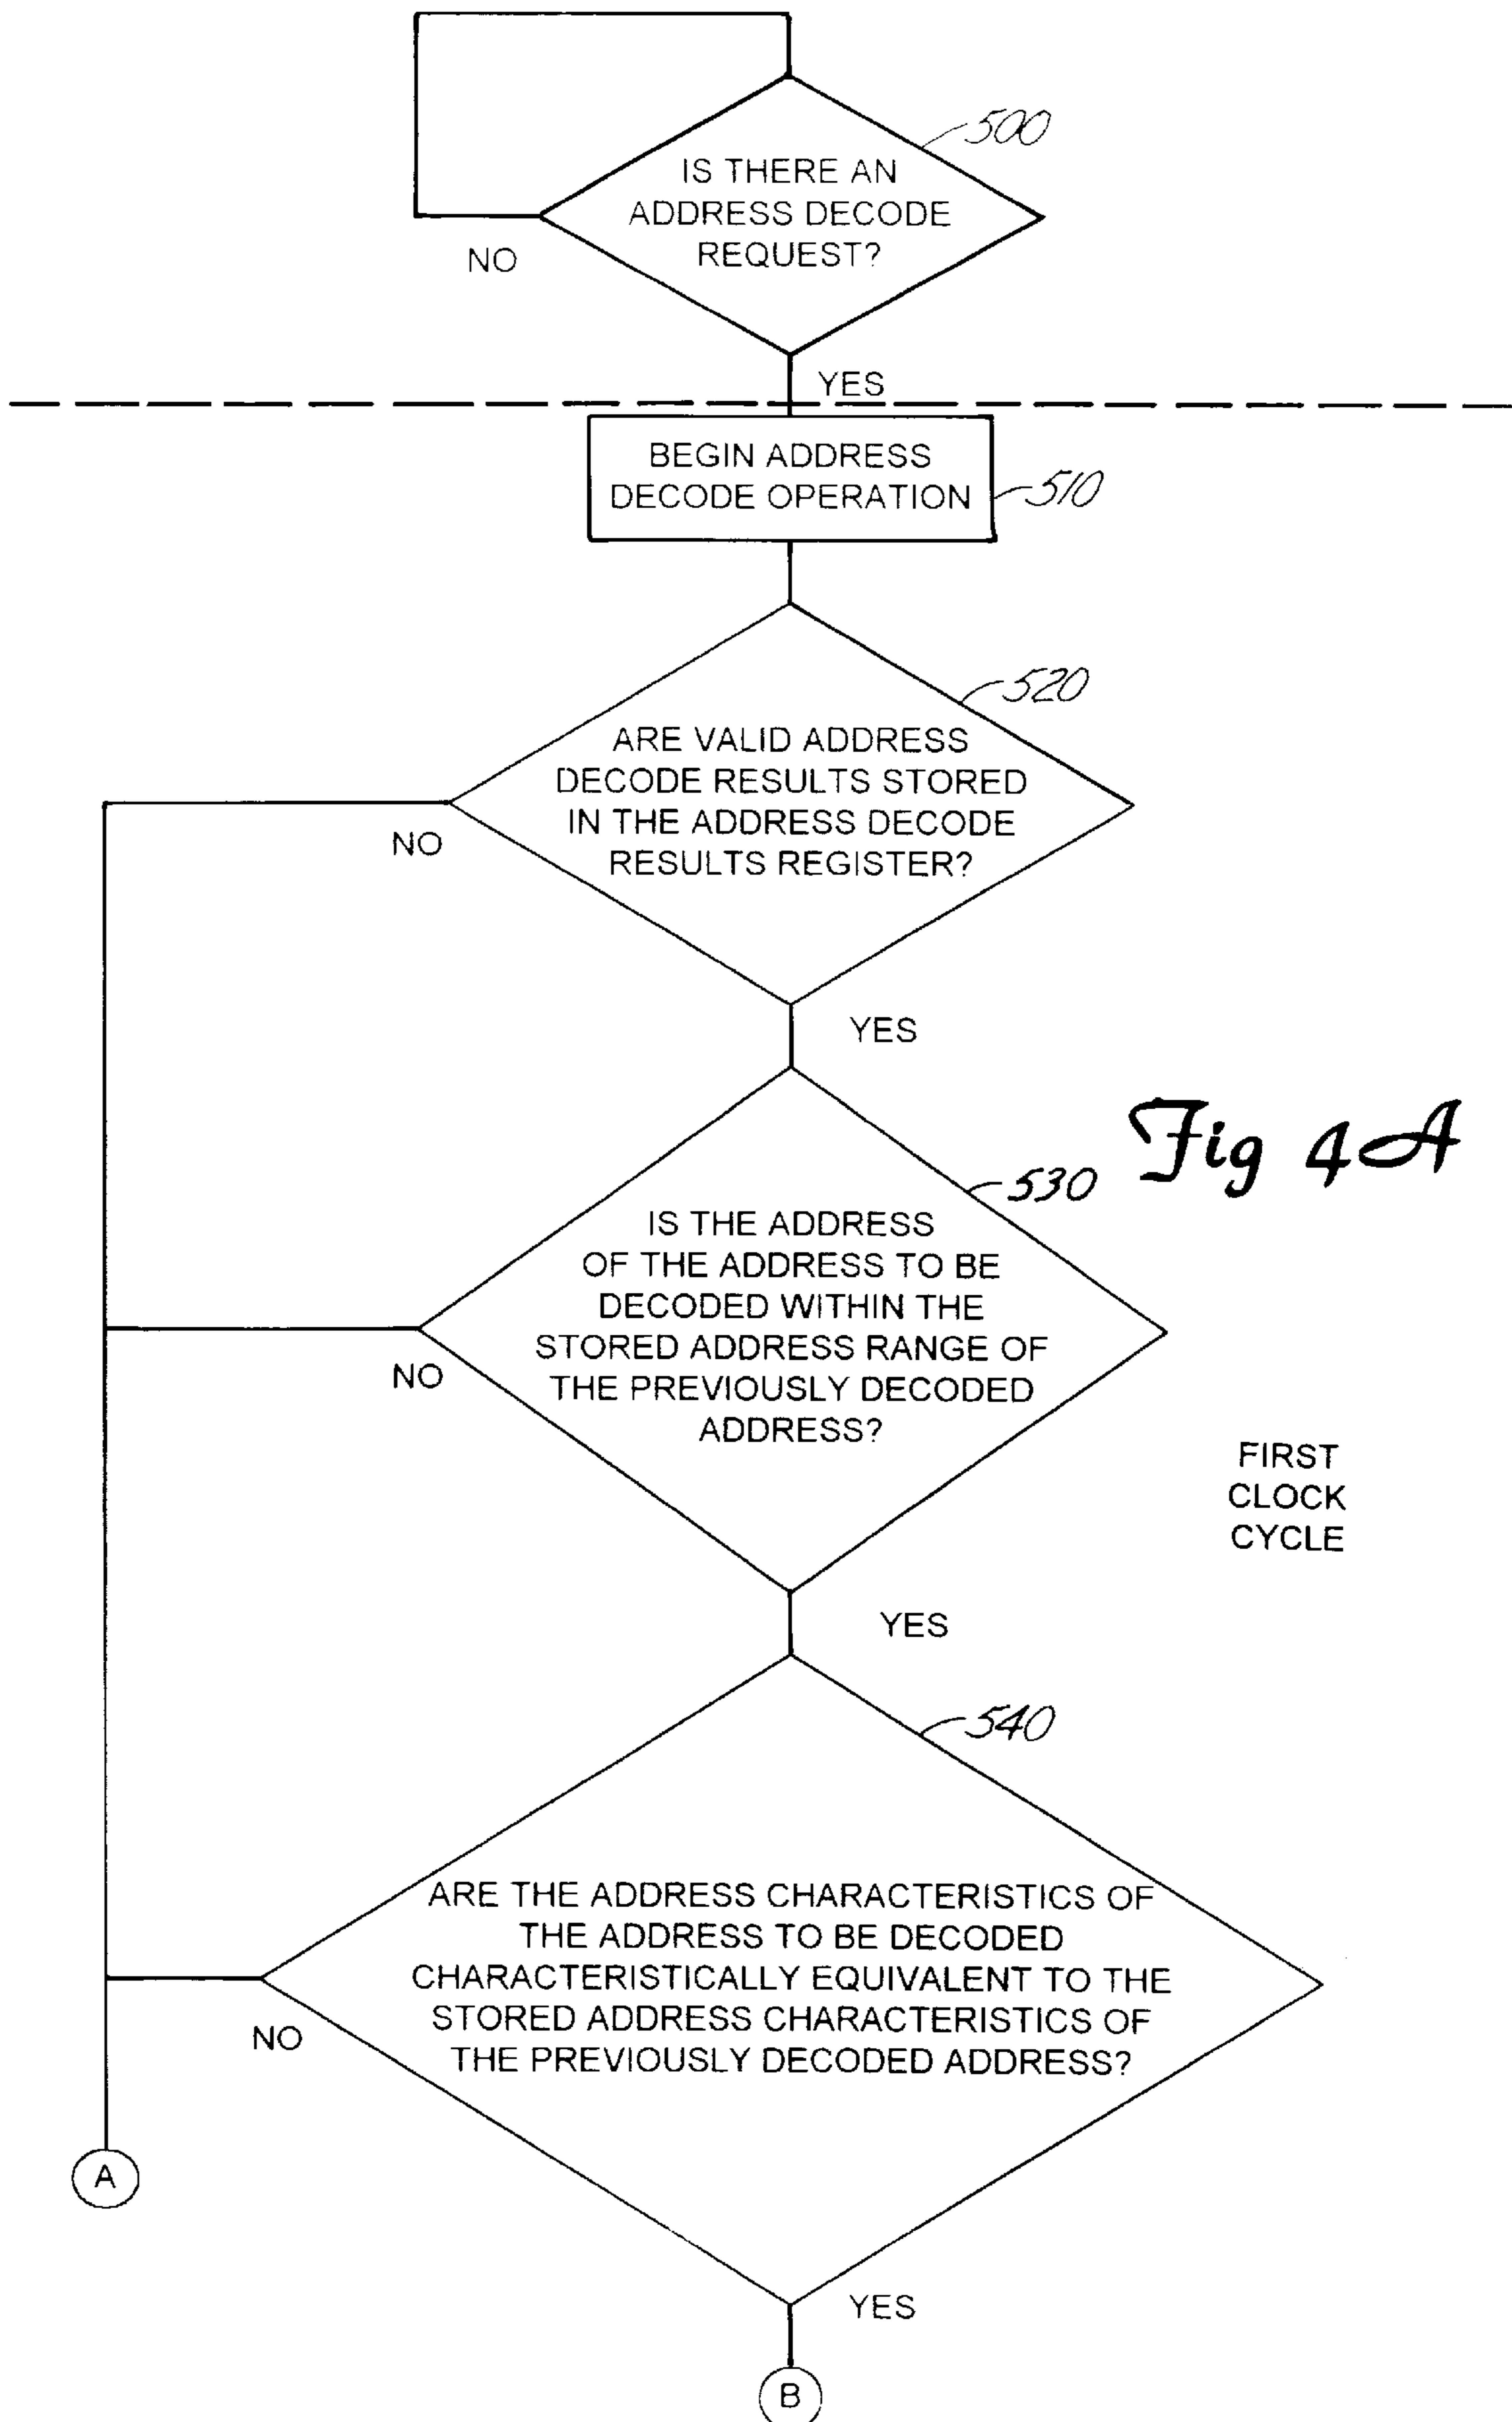 500
IS THERE AN
ADDRESS DECODE
REQUEST?
NO
YES
BEGIN ADDRESS
DECODE OPERATION
510
520
ARE VALID ADDRESS
DECODE RESULTS STORED
IN THE ADDRESS DECODE
RESULTS REGISTER?
NO
YES
Fig 4A
530
IS THE ADDRESS
OF THE ADDRESS TO BE
DECODED WITHIN THE
STORED ADDRESS RANGE OF
THE PREVIOUSLY DECODED
ADDRESS?
NO
FIRST
CLOCK
CYCLE
YES
540
ARE THE ADDRESS CHARACTERISTICS OF
THE ADDRESS TO BE DECODED
CHARACTERISTICALLY EQUIVALENT TO THE
STORED ADDRESS CHARACTERISTICS OF
THE PREVIOUSLY DECODED ADDRESS?
NO
A
YES
B